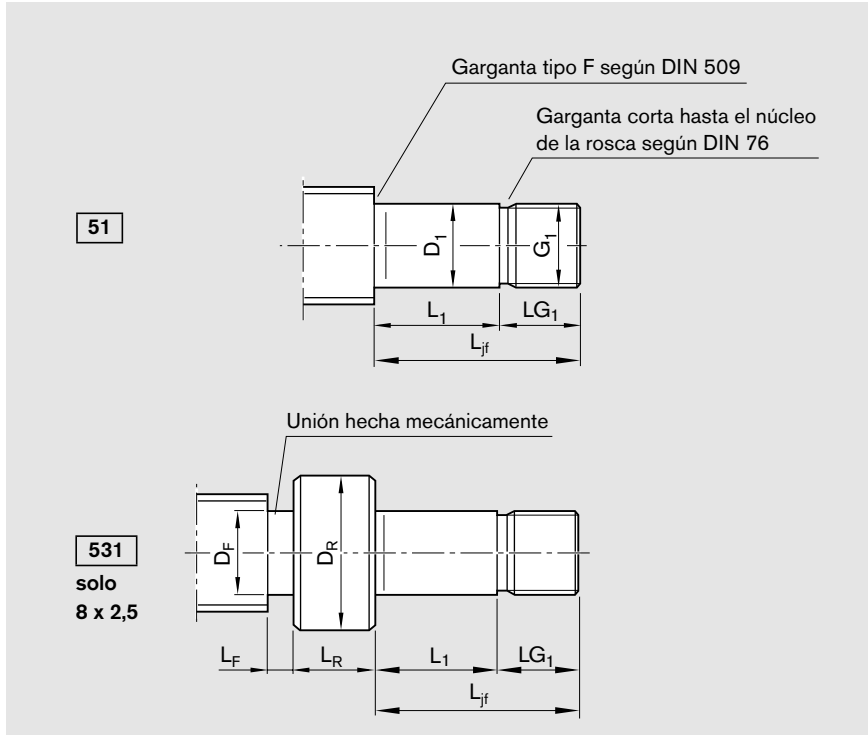 Garganta tipo F según DIN 509
Garganta corta hasta el núcleo
de la rosca según DIN 76
51
D1
G1
L1
LG1
Ljf
Unión hecha mecánicamente
531
solo
8 x 2,5
DF
DR
LF
LR
L1
LG1
Ljf